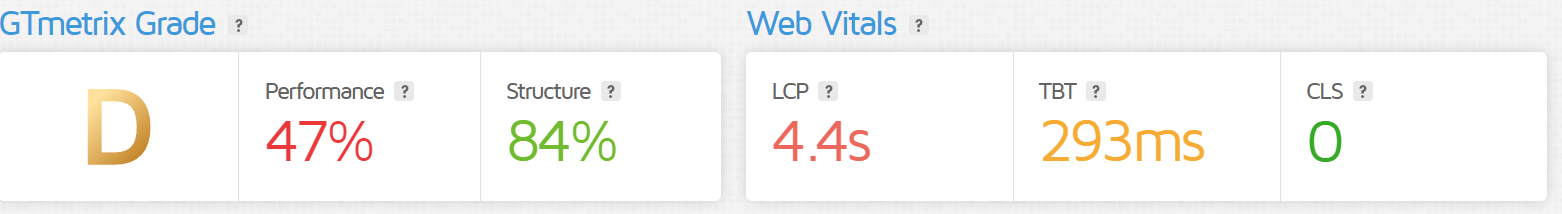 GTmetrix Grade ?
Web Vitals ?
D
Performance ?
47%
Structure ?
84%
LCP ?
4.4s
TBT ?
293ms
CLS ?
0